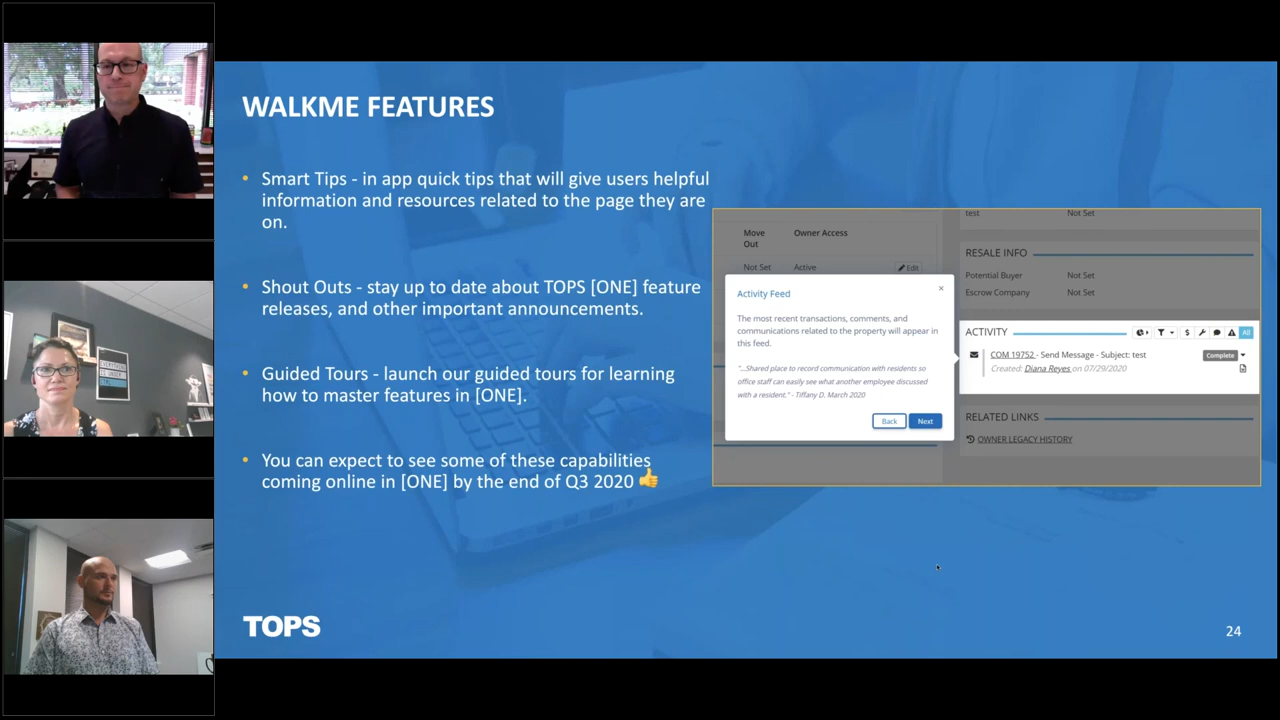 WALKME FEATURES
• Smart Tips - in app quick tips that will give users helpful
information and resources related to the page they are
on.
• Shout Outs - stay up to date about TOPS [ONE] feature
releases, and other important announcements.
• Guided Tours - launch our guided tours for learning
how to master features in [ONE].
• You can expect to see some of these capabilities
coming online in [ONE] by the end of Q3 2020 👍
Move
Out
Owner Access
Not Set
Active
Edit
Activity Feed
×
The most recent transactions, comments, and
communications related to the property will appear in
this feed.
"...Shared place to record communication with residents so
office staff can easily see what another employee discussed
with a resident." - Tiffany D. March 2020
Back
Next
test
Not Set
RESALE INFO
Potential Buyer
Not Set
Escrow Company
Not Set
ACTIVITY
$
All
COM 19752 - Send Message - Subject: test
Complete
Created: Diana Reyes on 07/29/2020
RELATED LINKS
OWNER LEGACY HISTORY
TOPS
24